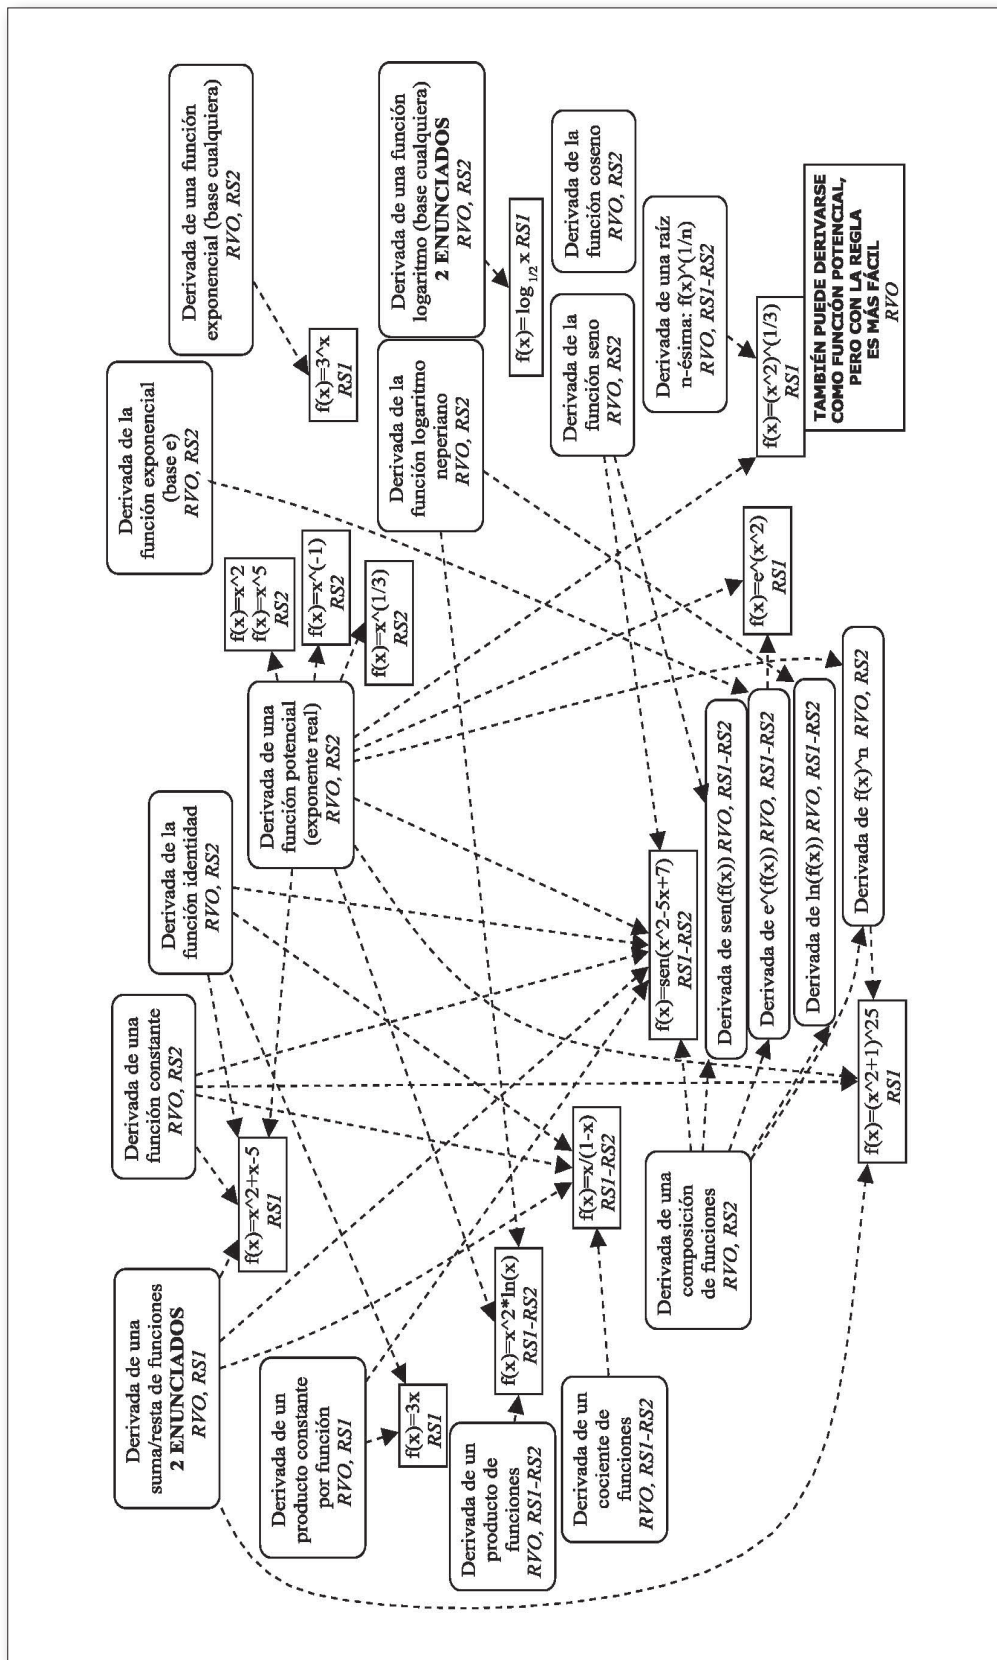 Derivada de una
suma/resta de funciones
2 ENUNCIADOS
RVO, RS1
Derivada de una
función constante
RVO, RS2
Derivada de la
función identidad
RVO, RS2
Derivada de una
función potencial
(exponente real)
RVO, RS2
Derivada de la
función exponencial
(base e)
RVO, RS2
Derivada de una función
exponencial (base cualquiera)
RVO, RS2
f(x)=x^2
f(x)=x^5
RS2
f(x)=x^(-1)
RS2
f(x)=x^(1/3)
RS2
f(x)=3^x
RS1
f(x)=x^2+x-5
RS1
Derivada de un
producto constante
por función
RVO, RS1
f(x)=3x
RS1
Derivada de la
función logaritmo
neperiano
RVO, RS2
Derivada de una función
logaritmo (base cualquiera)
2 ENUNCIADOS
RVO, RS2
f(x)=log 1/2 x RS1
Derivada de un
producto de
funciones
RVO, RS1-RS2
f(x)=x^2*ln(x)
RS1-RS2
Derivada de un
cociente de
funciones
RVO, RS1-RS2
f(x)=x/(1-x)
RS1-RS2
Derivada de la
función seno
RVO, RS2
Derivada de la
función coseno
RVO, RS2
Derivada de una
composición
de funciones
RVO, RS2
f(x)=sen(x^2-5x+7)
RS1-RS2
Derivada de una raíz
n-ésima: f(x)^(1/n)
RVO, RS1-RS2
Derivada de sen(f(x)) RVO, RS1-RS2
Derivada de e^(f(x)) RVO, RS1-RS2
Derivada de ln(f(x)) RVO, RS1-RS2
Derivada de f(x)^n RVO, RS2
f(x)=e^(x^2)
RS1
f(x)=(x^2)^(1/3)
RS1
TAMBIÉN PUEDE DERIVARSE
COMO FUNCIÓN POTENCIAL,
PERO CON LA REGLA
ES MÁS FÁCIL
RVO
f(x)=(x^2+1)^25
RS1